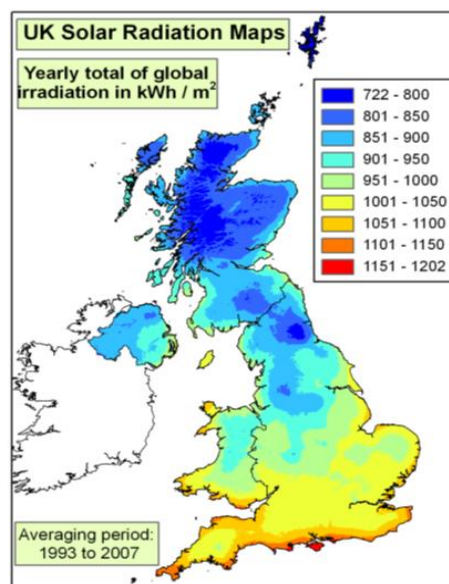 UK Solar Radiation Maps
Yearly total of global
irradiation in kWh / m²
722 - 800
801 - 850
851 - 900
901 - 950
951 - 1000
1001 - 1050
1051 - 1100
1101 - 1150
1151 - 1202
Averaging period:
1993 to 2007